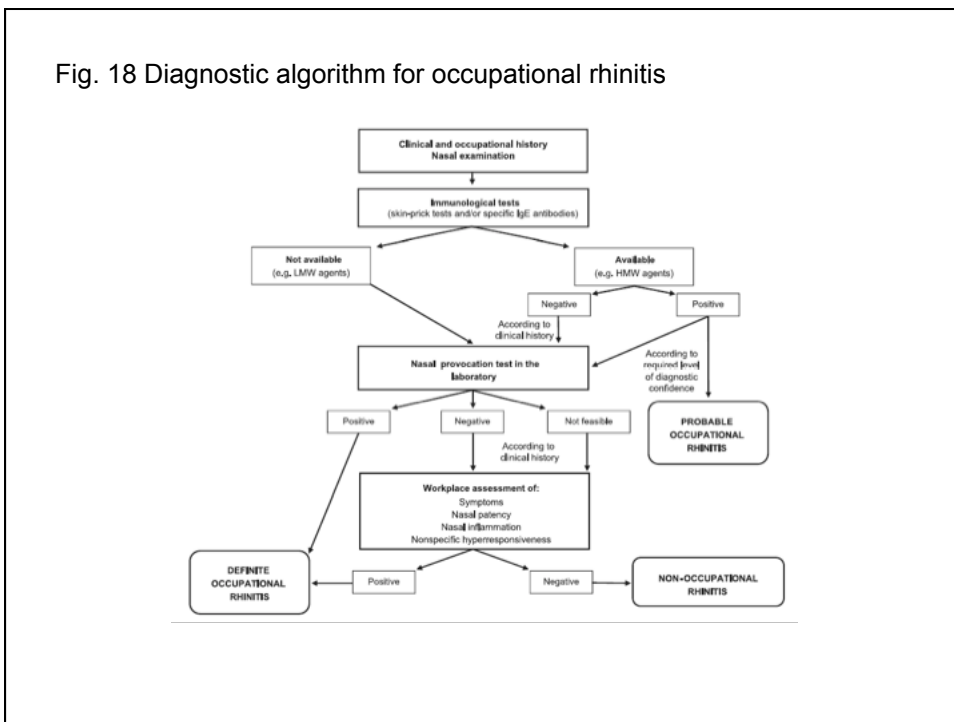 Fig. 18 Diagnostic algorithm for occupational rhinitis
Clinical and occupational history
Nasal examination
Immunological tests
(skin-prick tests and/or specific IgE antibodies)
Not available
(e.g. LMW agents)
Available
(e.g. HMW agents)
Negative
Positive
According to
clinical history
According to
required level
of diagnostic
confidence
Nasal provocation test in the
laboratory
Positive
Negative
Not feasible
PROBABLE
OCCUPATIONAL
RHINITIS
According to
clinical history
Workplace assessment of:
Symptoms
Nasal patency
Nasal inflammation
Nonspecific hyperresponsiveness
DEFINITE
OCCUPATIONAL
RHINITIS
Positive
Negative
NON-OCCUPATIONAL
RHINITIS